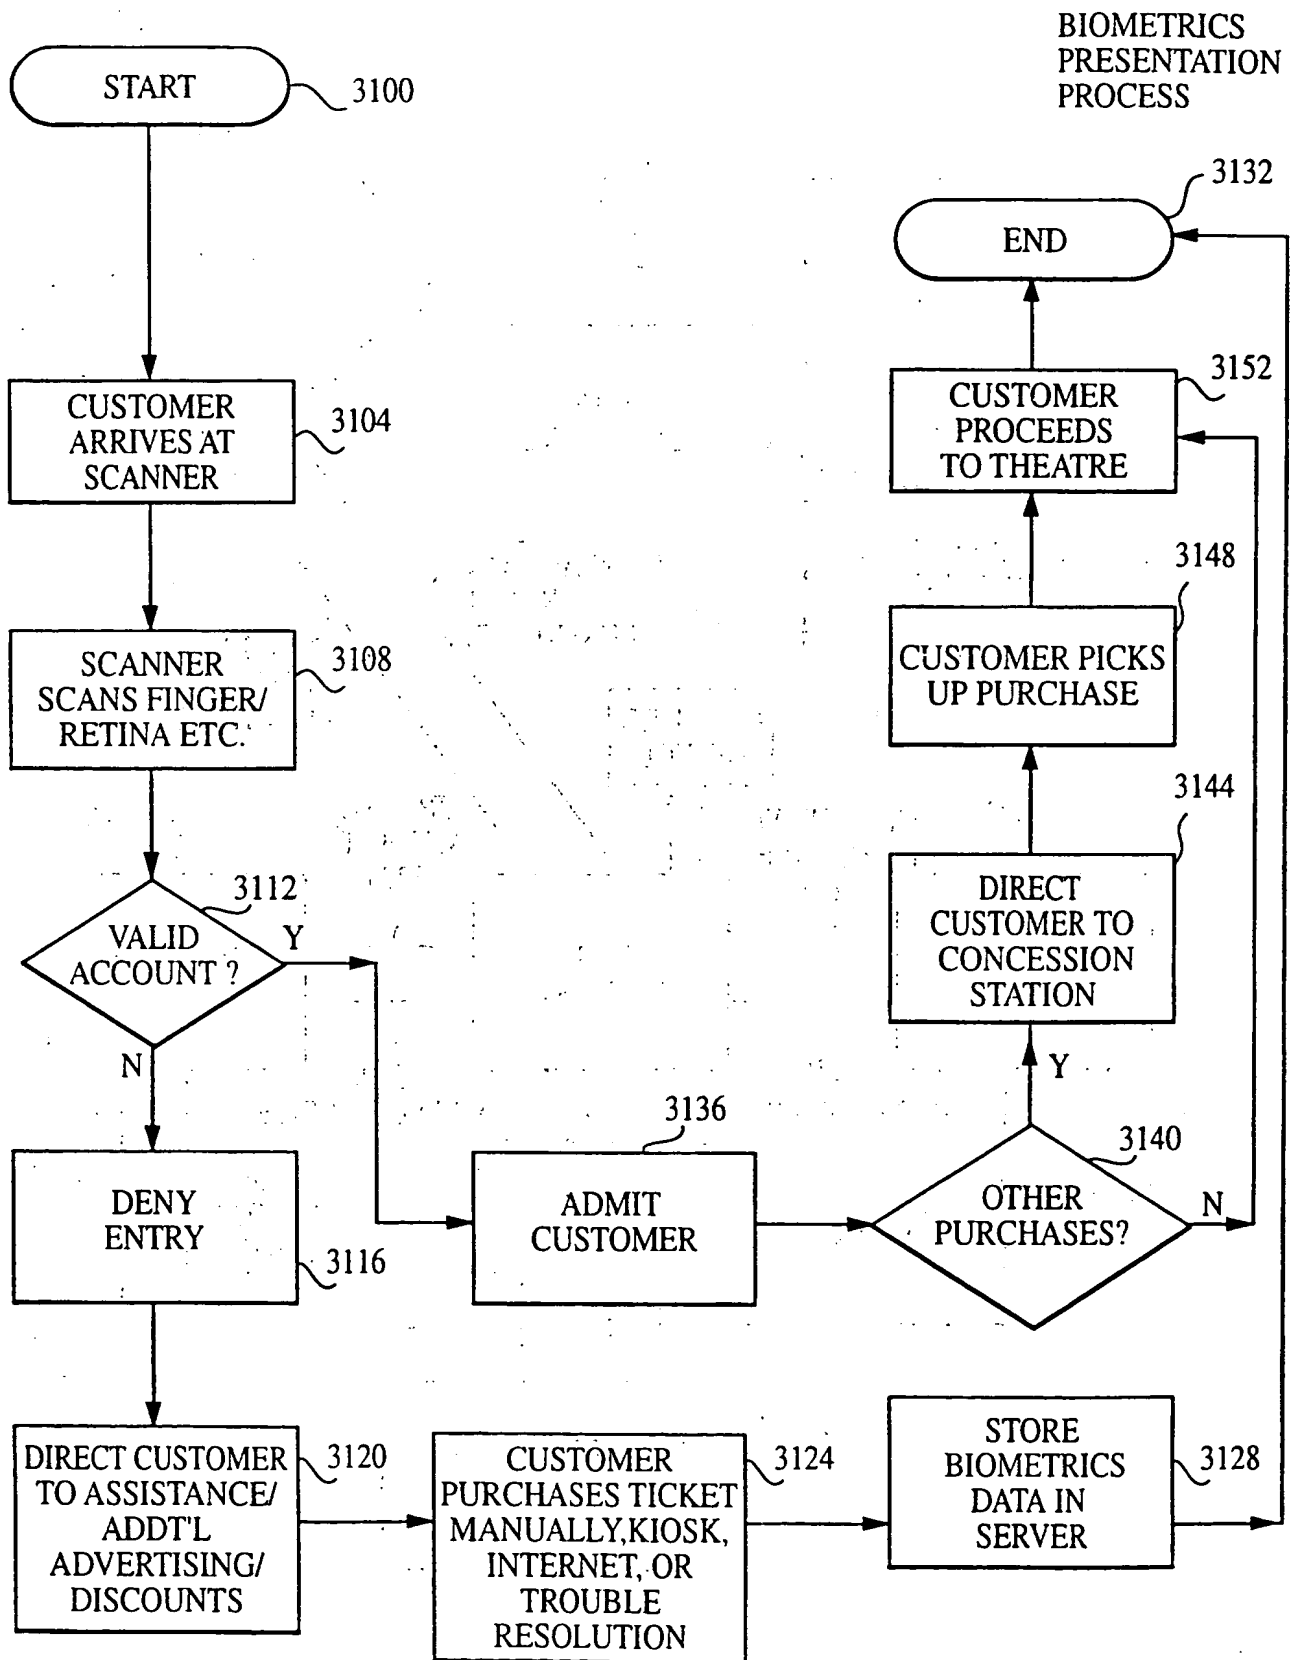 BIOMETRICS
PRESENTATION
PROCESS
START
3100
CUSTOMER
ARRIVES AT
SCANNER
3104
SCANNER
SCANS FINGER/
RETINA ETC.
3108
VALID
ACCOUNT ?
3112
Y
N
DENY
ENTRY
3116
DIRECT CUSTOMER
TO ASSISTANCE/
ADDT'L
ADVERTISING/
DISCOUNTS
3120
CUSTOMER
PURCHASES TICKET
MANUALLY,KIOSK,
INTERNET, OR
TROUBLE
RESOLUTION
3124
STORE
BIOMETRICS
DATA IN
SERVER
3128
ADMIT
CUSTOMER
3136
OTHER
PURCHASES?
3140
N
Y
DIRECT
CUSTOMER TO
CONCESSION
STATION
3144
CUSTOMER PICKS
UP PURCHASE
3148
CUSTOMER
PROCEEDS
TO THEATRE
3152
END
3132